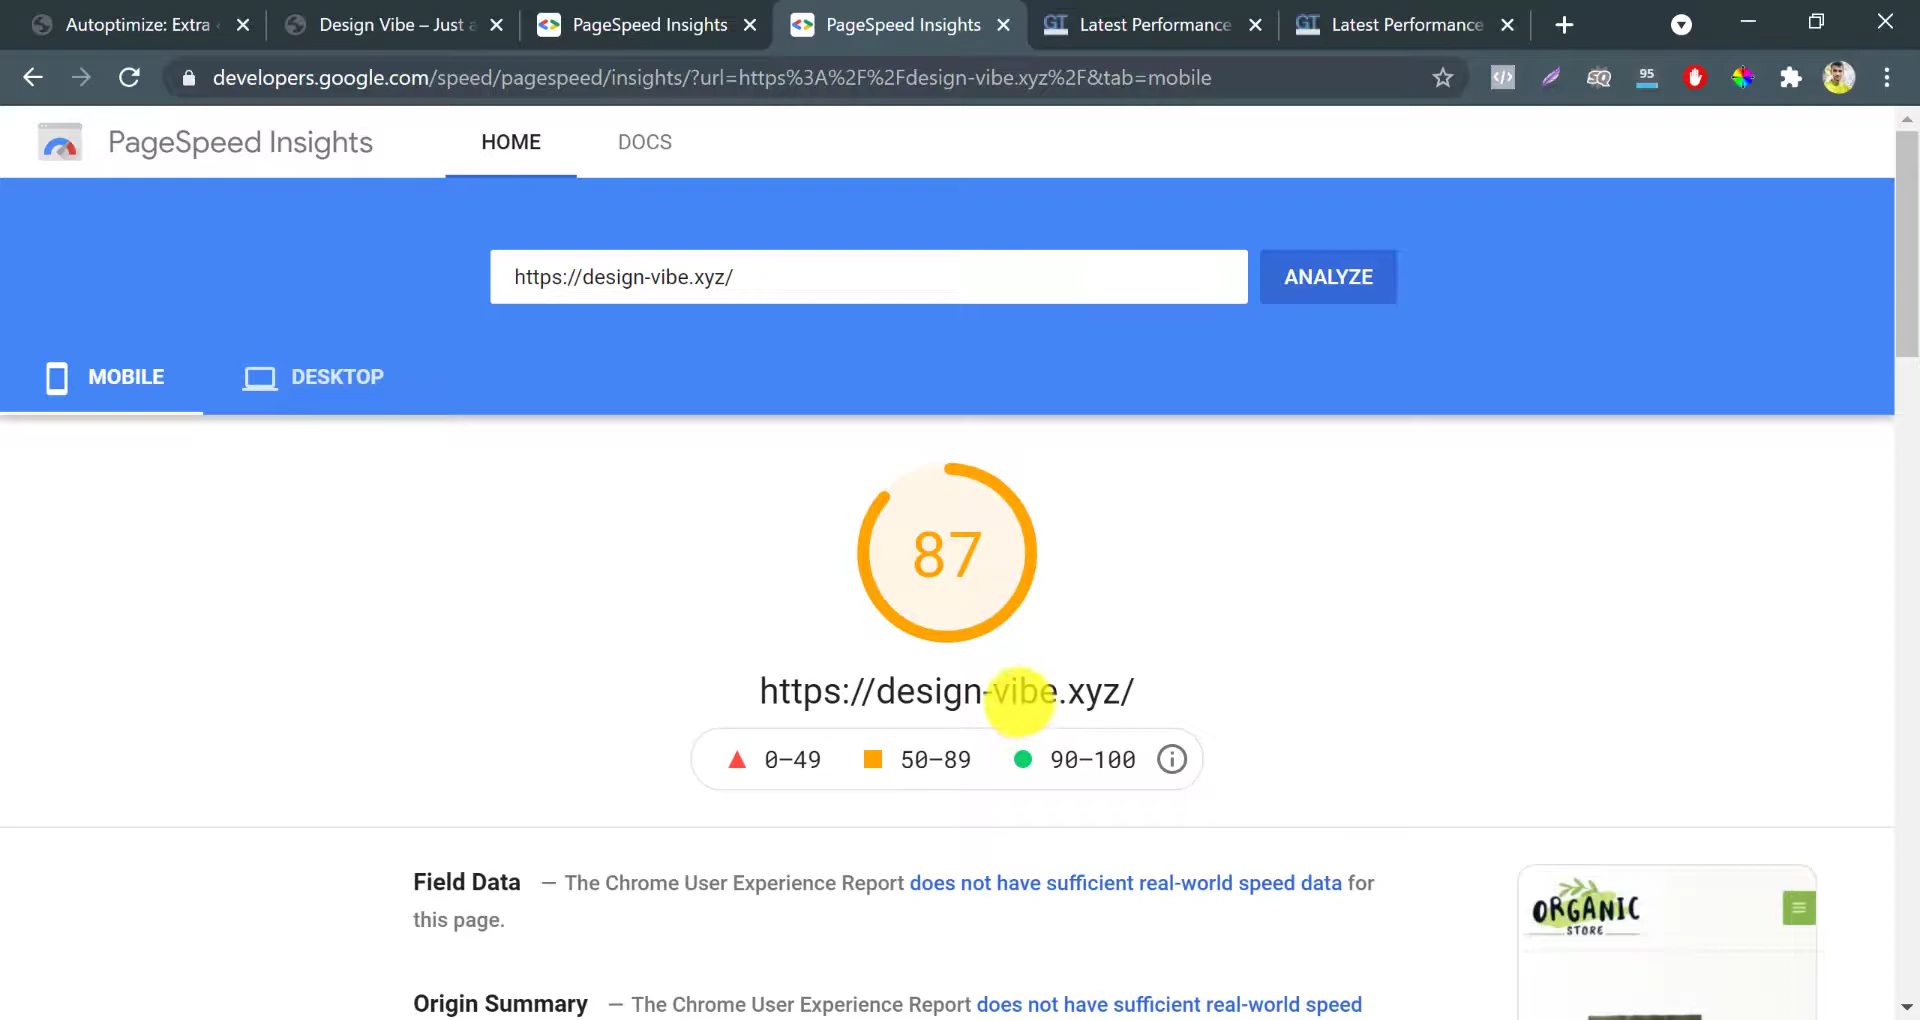 Autoptimize: Extra
Design Vibe – Just a
PageSpeed Insights
PageSpeed Insights
GT Latest Performance
GT Latest Performance
developers.google.com/speed/pagespeed/insights/?url=https%3A%2F%2Fdesign-vibe.xyz%2F&tab=mobile
SQ
95
PageSpeed Insights
HOME
DOCS
https://design-vibe.xyz/
ANALYZE
MOBILE
DESKTOP
87
https://design-vibe.xyz/
0–49
50–89
90–100
Field Data — The Chrome User Experience Report does not have sufficient real-world speed data for
this page.
ORGANIC
STORE
Origin Summary — The Chrome User Experience Report does not have sufficient real-world speed